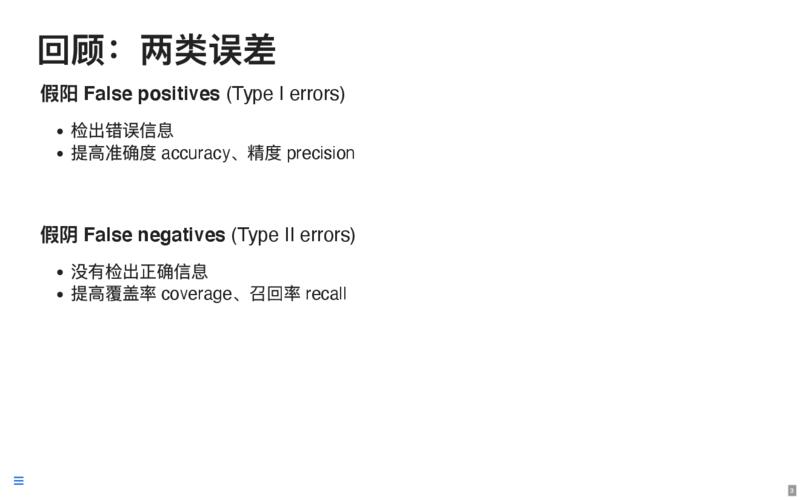 回顾：两类误差
假阳 False positives (Type I errors)
• 检出错误信息
• 提高准确度 accuracy、精度 precision
假阴 False negatives (Type II errors)
• 没有检出正确信息
• 提高覆盖率 coverage、召回率 recall
3